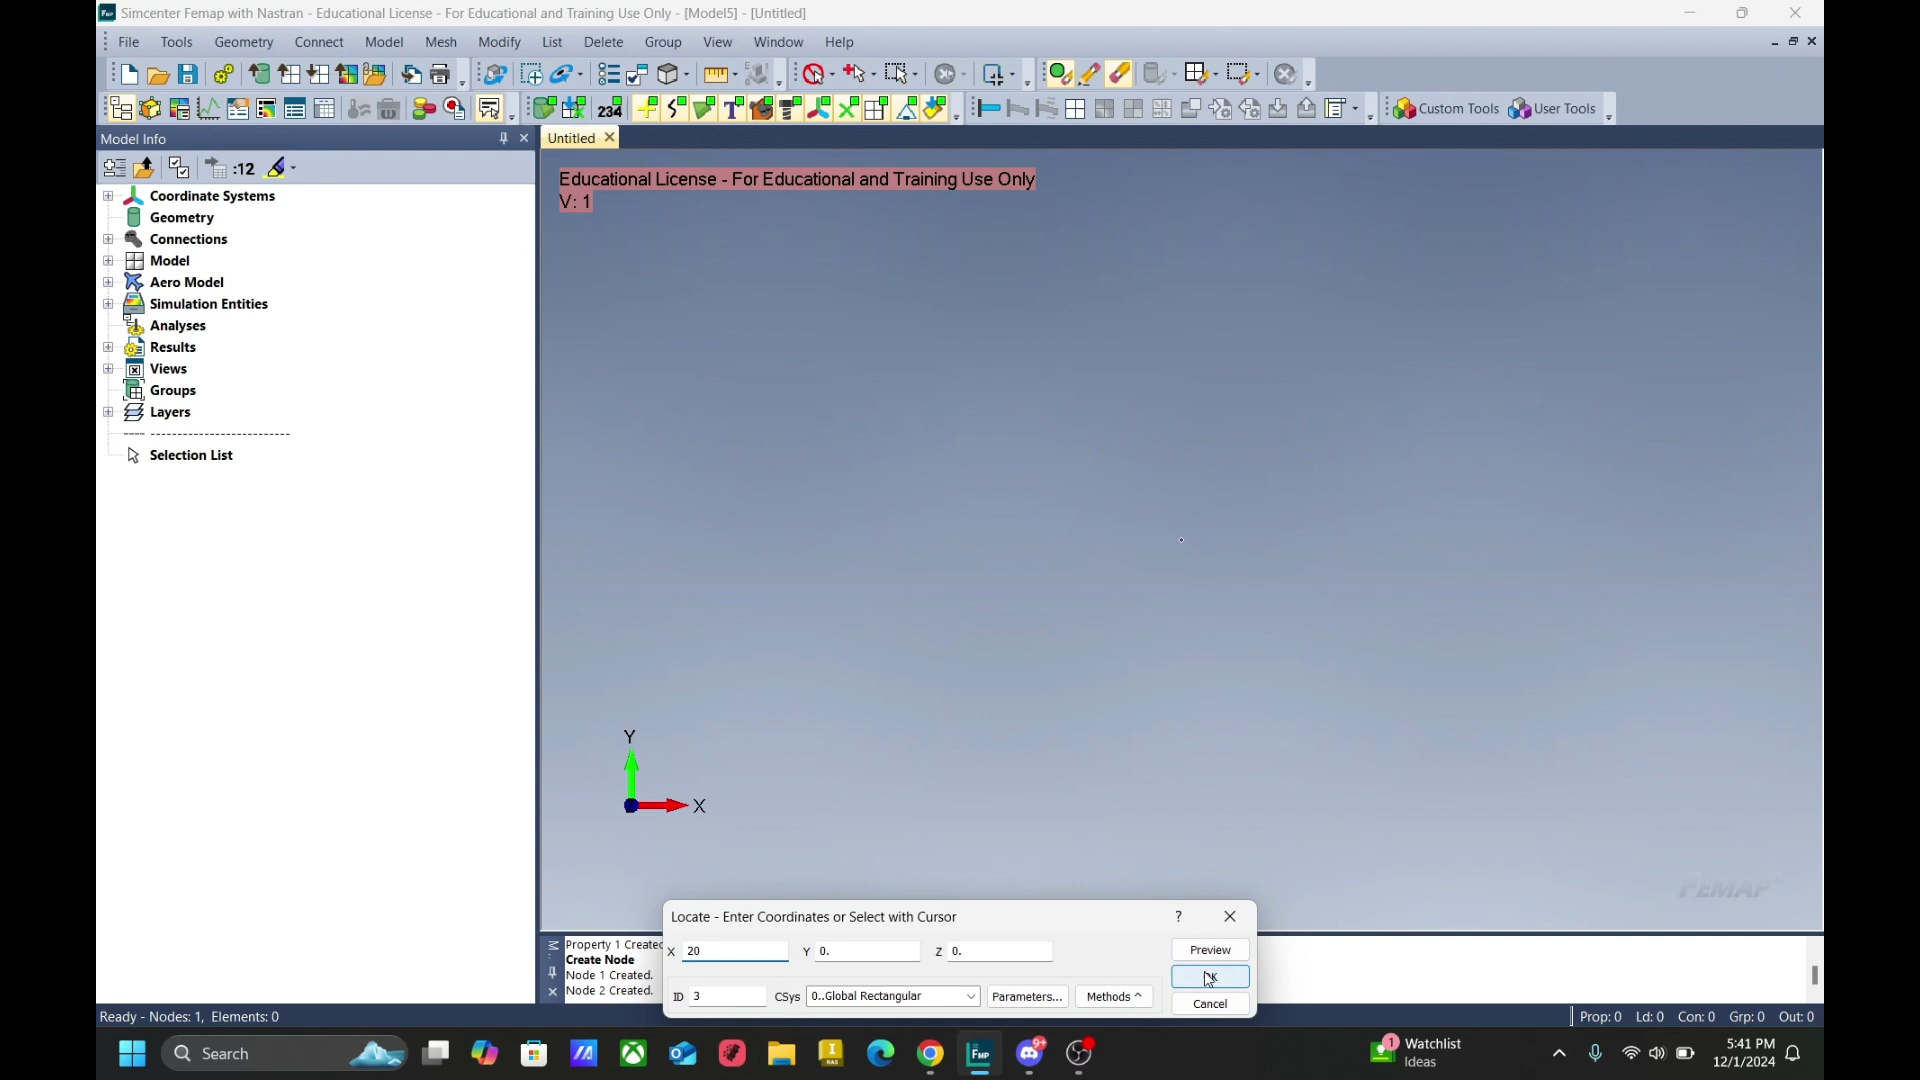 Simcenter Femap with Nastran - Educational License - For Educational and Training Use Only - [Model5] - [Untitled]
File Tools Geometry Connect Model Mesh Modify List Delete Group View Window Help
234 Custom Tools User Tools
Model Info
Untitled
:12
Educational License - For Educational and Training Use Only
V: 1
Coordinate Systems
Geometry
Connections
Model
Aero Model
Simulation Entities
Analyses
Results
Views
Groups
Layers
Selection List
Y
X
FEMAP
Locate - Enter Coordinates or Select with Cursor
Property 1 Created
Create Node
Node 1 Created.
Node 2 Created.
X 20 Y 0. Z 0. Preview
OK
ID 3 CSys 0..Global Rectangular Parameters... Methods ^
Cancel
Ready - Nodes: 1, Elements: 0 Prop: 0 Ld: 0 Con: 0 Grp: 0 Out: 0
Search
Watchlist
Ideas
5:41 PM
12/1/2024